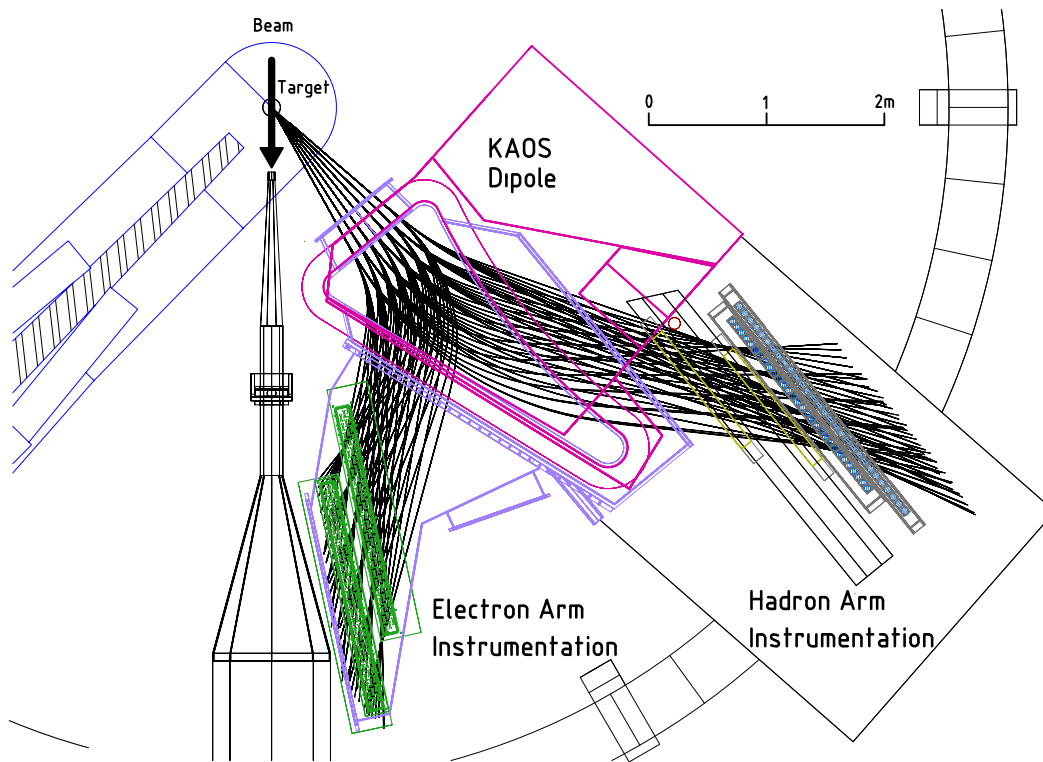 Beam
Target
0 1 2m
KAOS
Dipole
Electron Arm
Instrumentation
Hadron Arm
Instrumentation